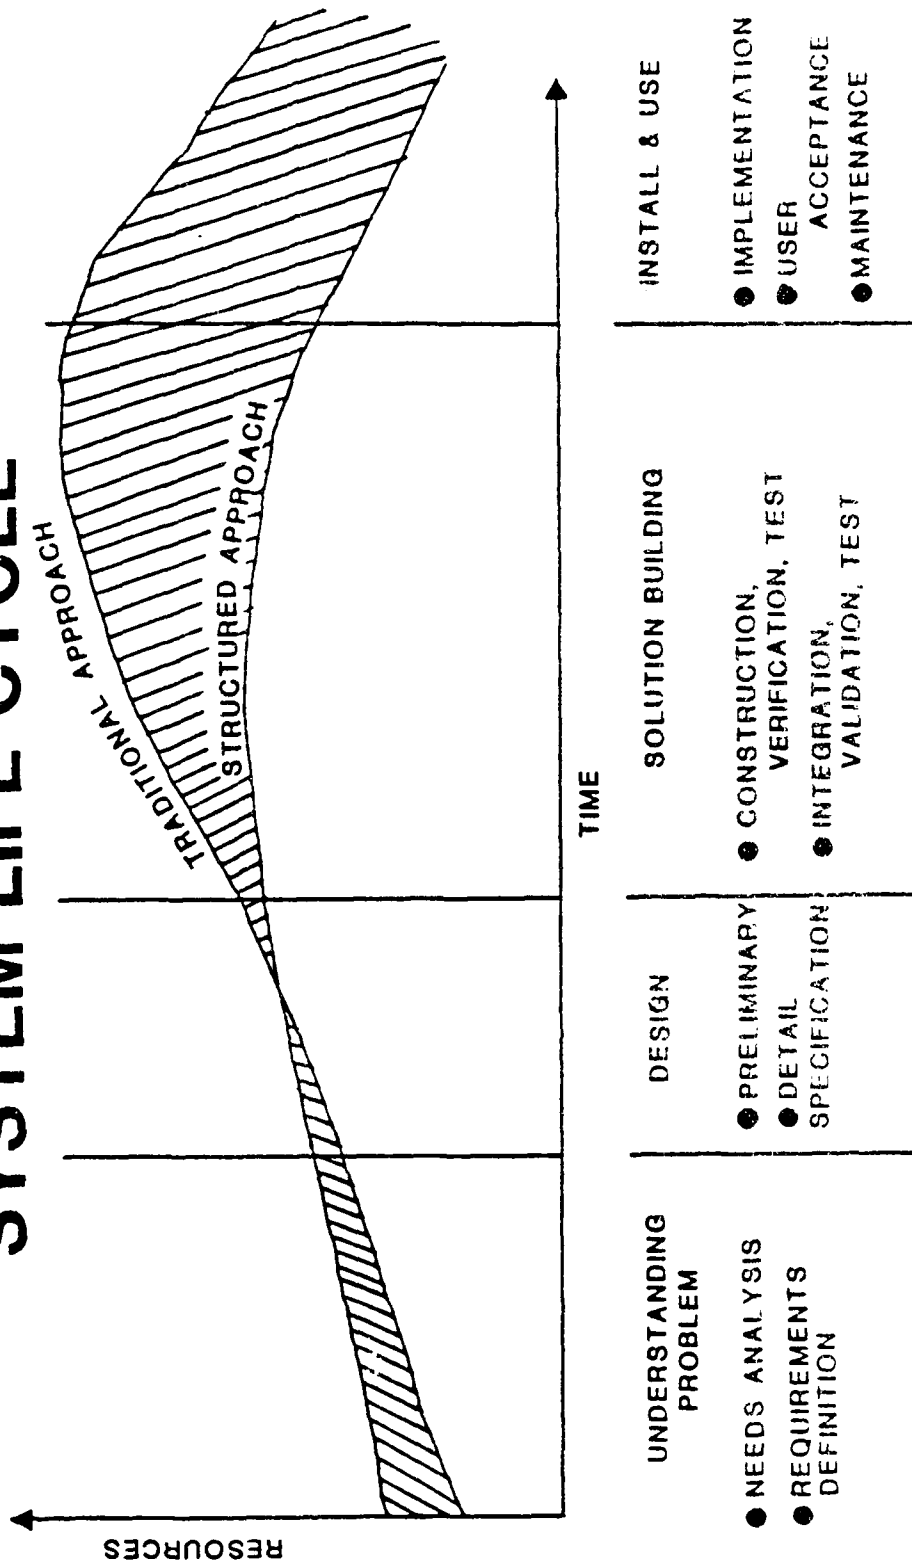 SYSTEM LIFE CYCLE
RESOURCES
TRADITIONAL APPROACH
STRUCTURED APPROACH
TIME
UNDERSTANDING
PROBLEM
● NEEDS ANALYSIS
● REQUIREMENTS
DEFINITION
DESIGN
● PRELIMINARY
● DETAIL
SPECIFICATION
SOLUTION BUILDING
● CONSTRUCTION,
VERIFICATION, TEST
● INTEGRATION,
VALIDATION, TEST
INSTALL & USE
● IMPLEMENTATION
● USER
ACCEPTANCE
● MAINTENANCE